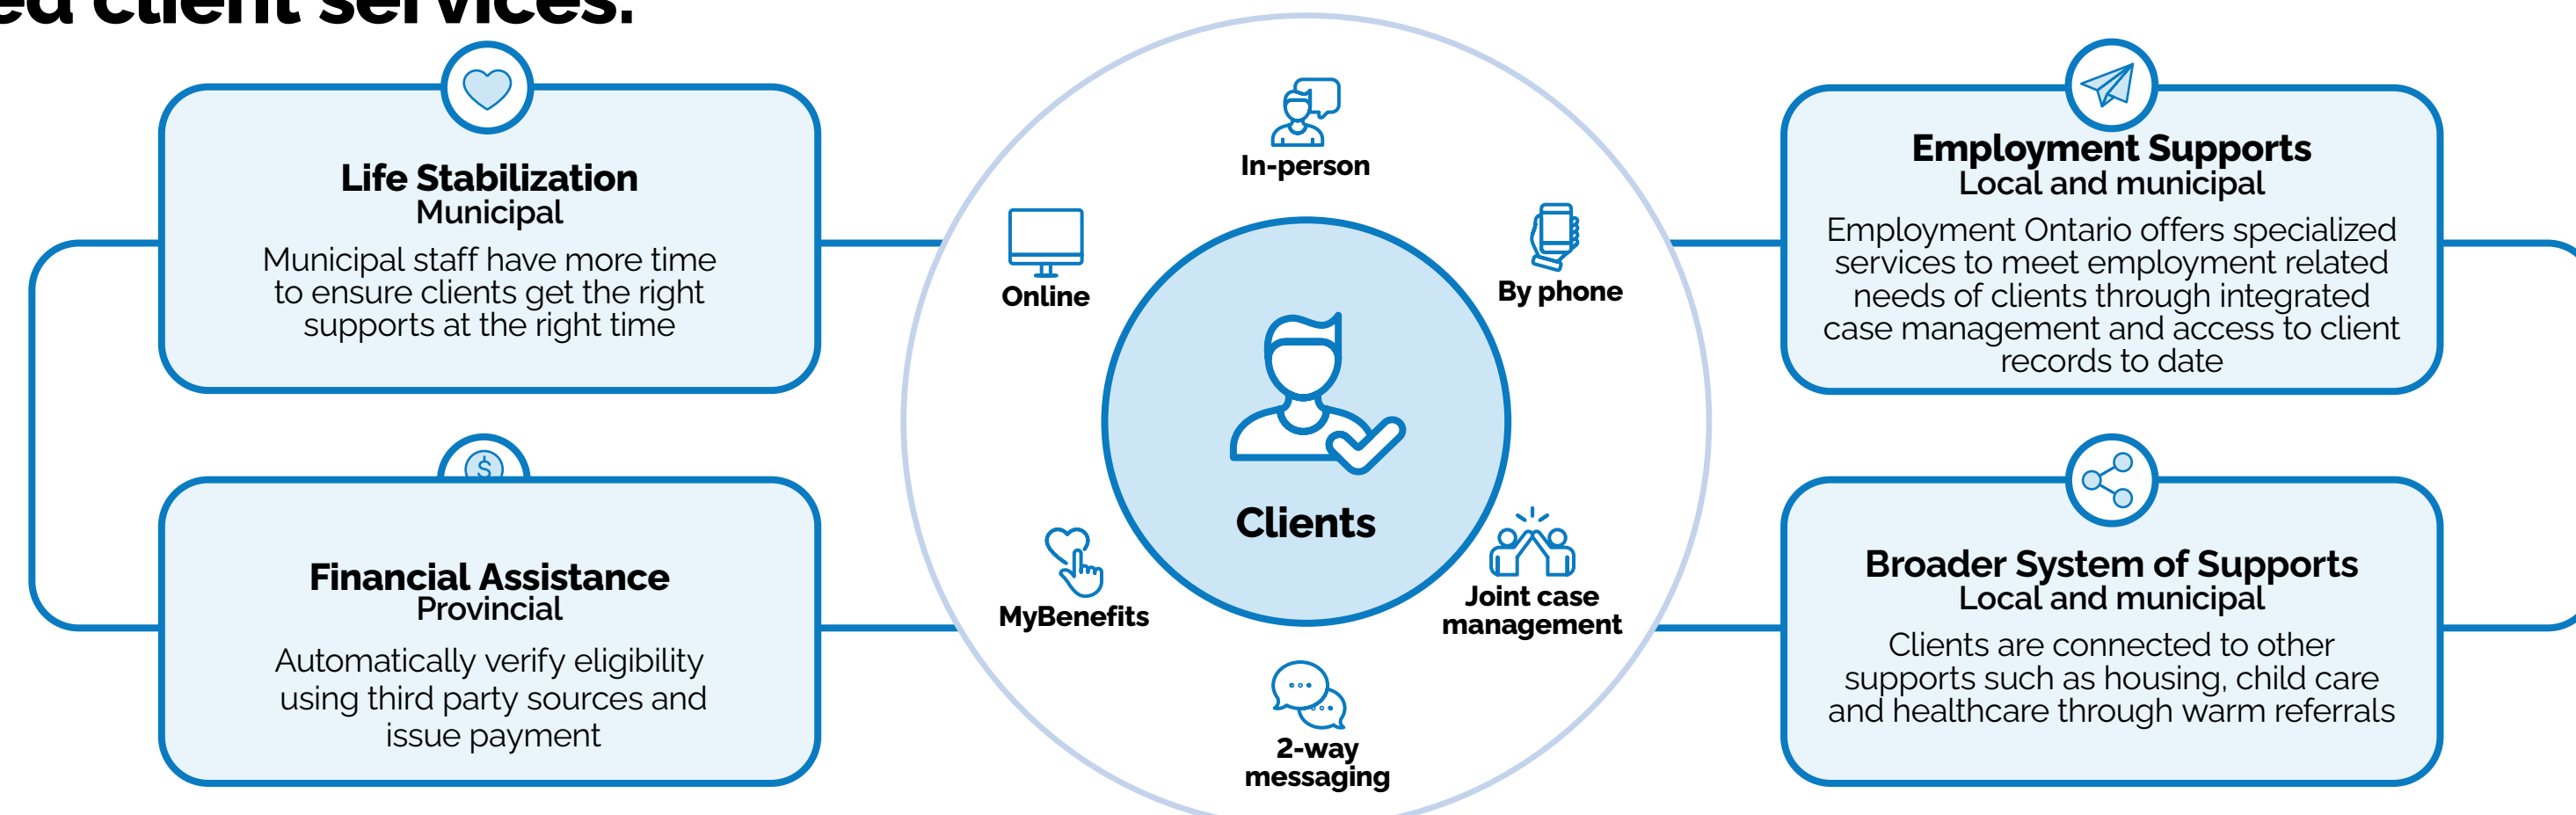 client services.
Life Stabilization
Municipal
Municipal staff have more time
to ensure clients get the right
supports at the right time
Financial Assistance
Provincial
Automatically verify eligibility
using third party sources and
issue payment
$
In-person
Online
By phone
Clients
MyBenefits
Joint case
management
2-way
messaging
Employment Supports
Local and municipal
Employment Ontario offers specialized
services to meet employment related
needs of clients through integrated
case management and access to client
records to date
Broader System of Supports
Local and municipal
Clients are connected to other
supports such as housing, child care
and healthcare through warm referrals